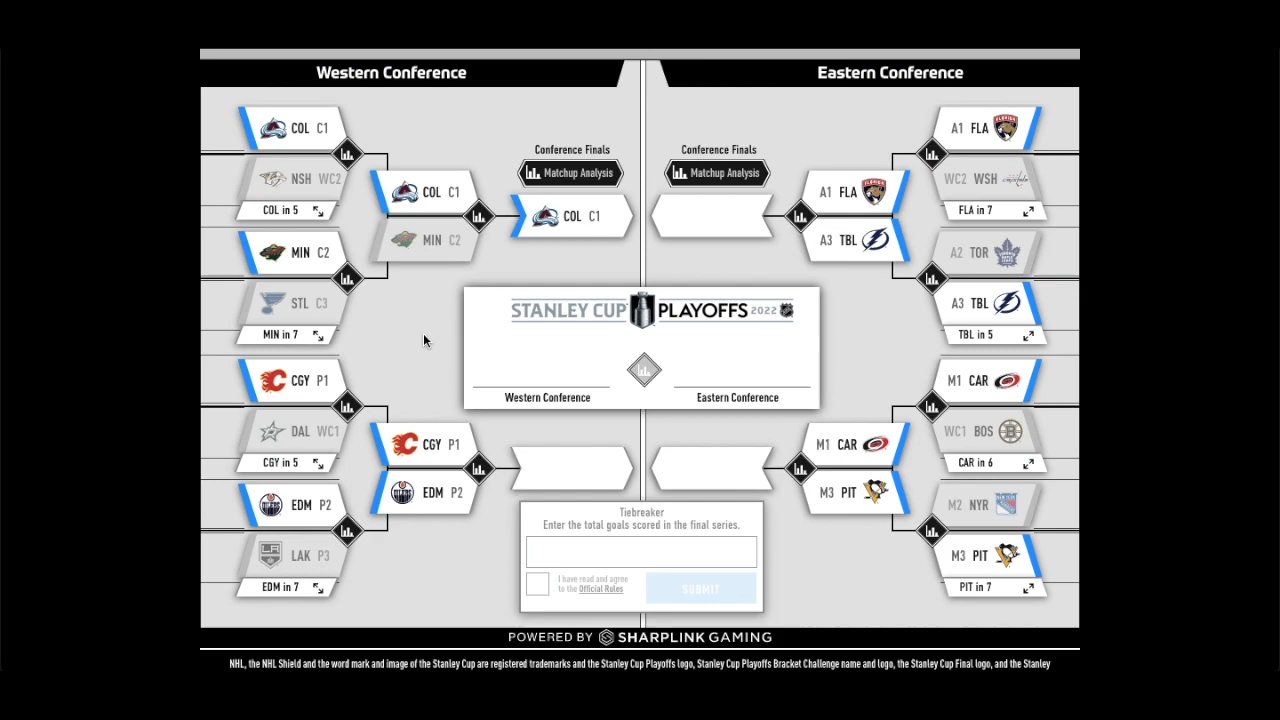 Western Conference
Eastern Conference
COL C1
NSH WC2
COL in 5
MIN C2
STL C3
MIN in 7
CGY P1
DAL WC1
CGY in 5
EDM P2
LAK P3
EDM in 7
COL C1
MIN C2
CGY P1
EDM P2
Conference Finals
Matchup Analysis
COL C1
Conference Finals
Matchup Analysis
STANLEY CUP PLAYOFFS 2022
Western Conference
Eastern Conference
Tiebreaker
Enter the total goals scored in the final series.
I have read and agree
to the Official Rules
SUBMIT
A1 FLA
A3 TBL
M1 CAR
M3 PIT
A1 FLA
WC2 WSH
FLA in 7
A2 TOR
A3 TBL
TBL in 5
M1 CAR
WC1 BOS
CAR in 6
M2 NYR
M3 PIT
PIT in 7
POWERED BY SHARPLINK GAMING
NHL, the NHL Shield and the word mark and image of the Stanley Cup are registered trademarks and the Stanley Cup Playoffs logo, Stanley Cup Playoffs Bracket Challenge name and logo, the Stanley Cup Final logo, and the Stanley